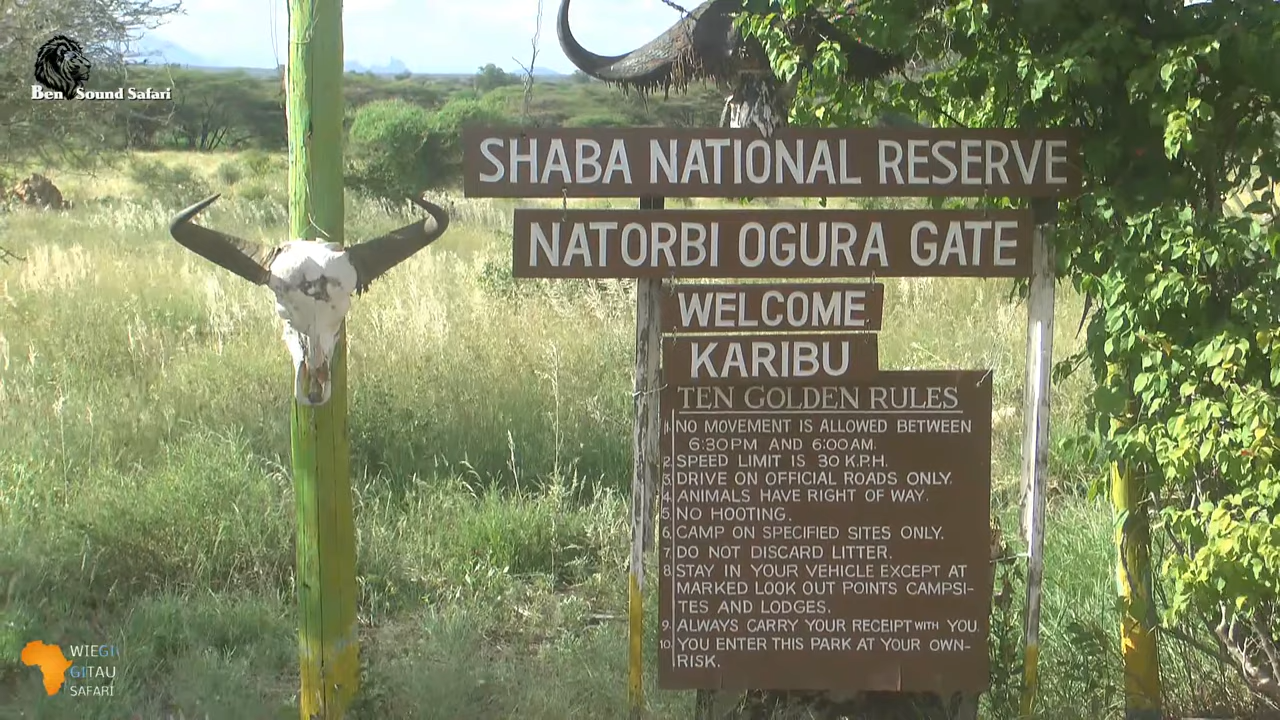 Ben Sound Safari
SHABA NATIONAL RESERVE
NATORBI OGURA GATE
WELCOME
KARIBU
TEN GOLDEN RULES
1. NO MOVEMENT IS ALLOWED BETWEEN
6:30PM AND 6:00AM.
2. SPEED LIMIT IS 30 K.P.H.
3. DRIVE ON OFFICIAL ROADS ONLY.
4. ANIMALS HAVE RIGHT OF WAY.
5. NO HOOTING.
6. CAMP ON SPECIFIED SITES ONLY.
7. DO NOT DISCARD LITTER.
8. STAY IN YOUR VEHICLE EXCEPT AT
MARKED LOOK OUT POINTS CAMPSI-
TES AND LODGES.
9. ALWAYS CARRY YOUR RECEIPT WITH YOU.
10. YOU ENTER THIS PARK AT YOUR OWN-
RISK.
WIEGII
GITAU
SAFARI